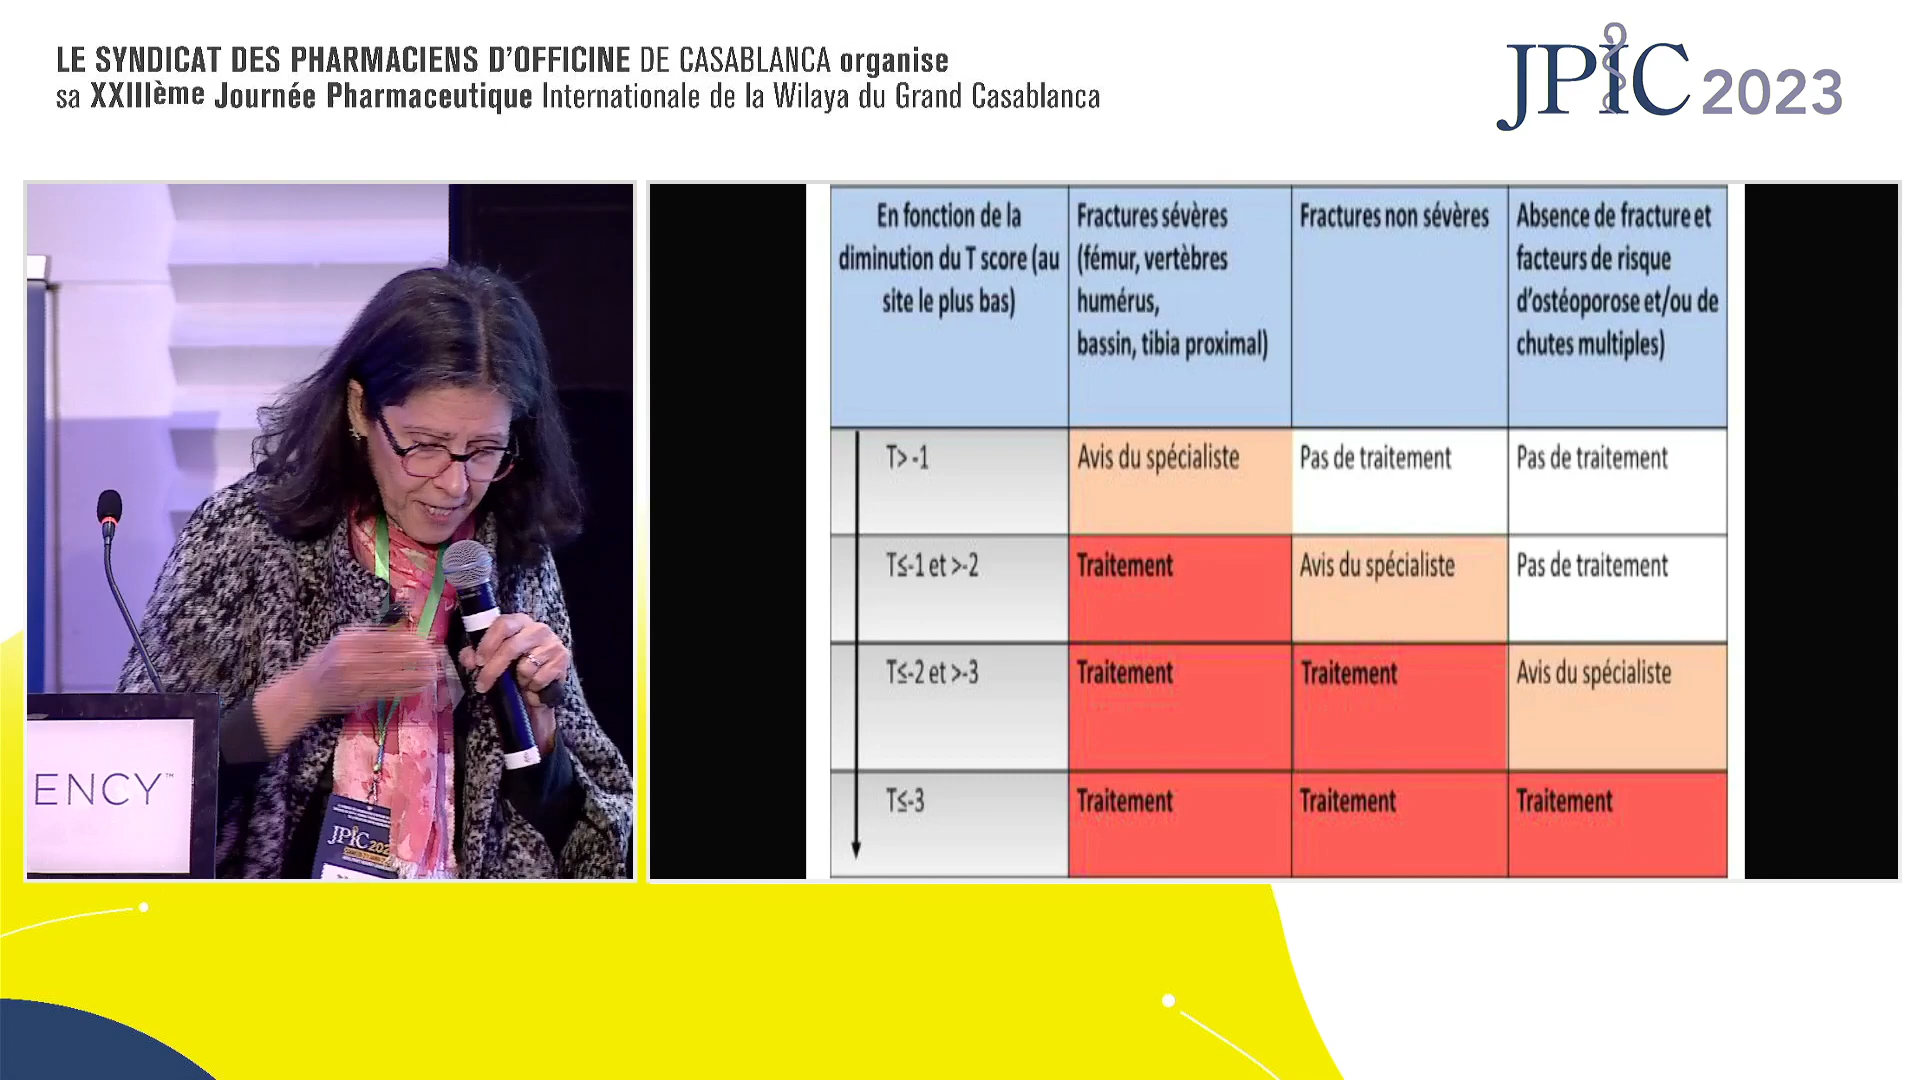 LE SYNDICAT DES PHARMACIENS D'OFFICINE DE CASABLANCA organise
sa XXIIIème Journée Pharmaceutique Internationale de la Wilaya du Grand Casablanca
JPIC 2023
ENCY™
JPIC 202
En fonction de la
diminution du T score (au
site le plus bas)
Fractures sévères
(fémur, vertèbres
humérus,
bassin, tibia proximal)
Fractures non sévères
Absence de fracture et
facteurs de risque
d'ostéoporose et/ou de
chutes multiples)
T> -1
Avis du spécialiste
Pas de traitement
Pas de traitement
T≤-1 et >-2
Traitement
Avis du spécialiste
Pas de traitement
T≤-2 et >-3
Traitement
Traitement
Avis du spécialiste
T≤-3
Traitement
Traitement
Traitement